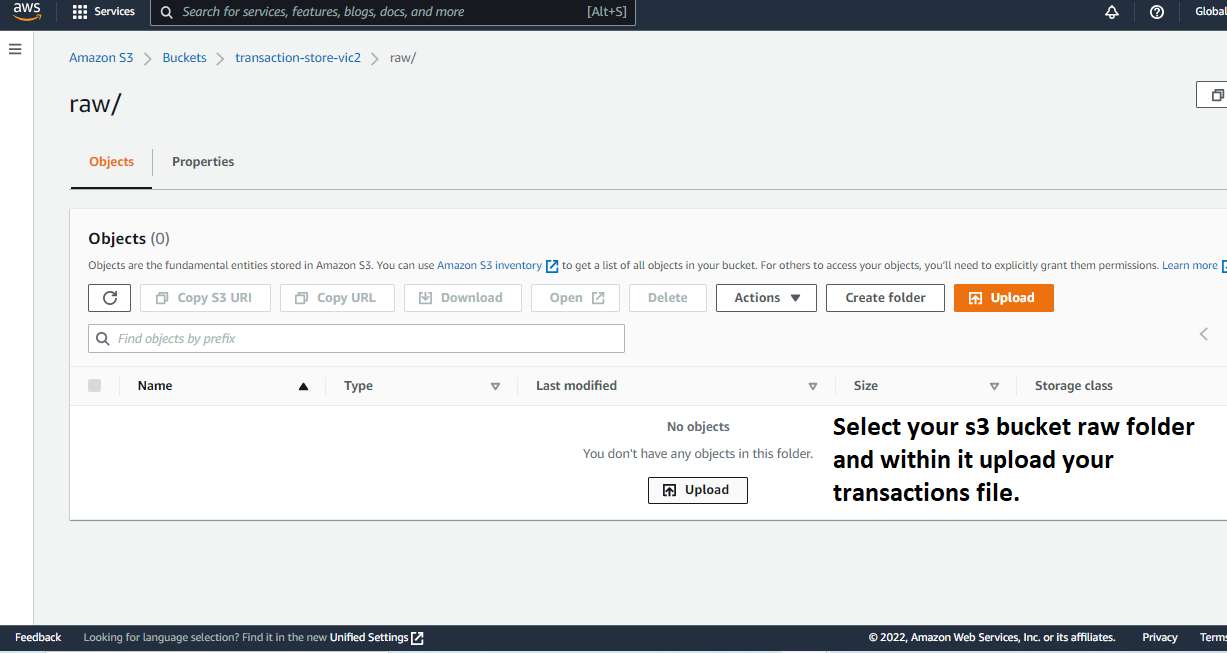 aws
Services
Search for services, features, blogs, docs, and more
[Alt+S]
Global
Amazon S3
Buckets
transaction-store-vic2
raw/
raw/
Objects
Properties
Objects (0)
Objects are the fundamental entities stored in Amazon S3. You can use Amazon S3 inventory to get a list of all objects in your bucket. For others to access your objects, you'll need to explicitly grant them permissions. Learn more
Copy S3 URI
Copy URL
Download
Open
Delete
Actions
Create folder
Upload
Find objects by prefix
Name
Type
Last modified
Size
Storage class
No objects
You don't have any objects in this folder.
Upload
Select your s3 bucket raw folder
and within it upload your
transactions file.
Feedback
Looking for language selection? Find it in the new Unified Settings
© 2022, Amazon Web Services, Inc. or its affiliates.
Privacy
Terms